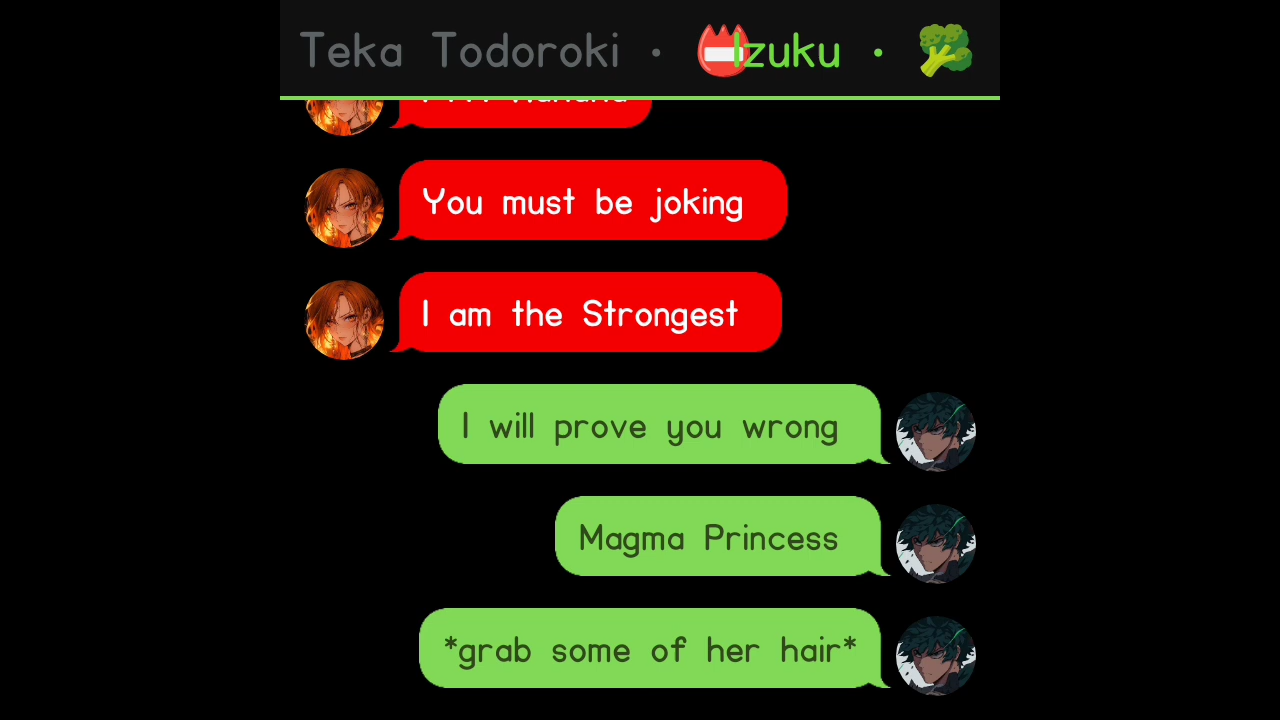 Teka Todoroki · Izuku ·
You must be joking
I am the Strongest
I will prove you wrong
Magma Princess
*grab some of her hair*